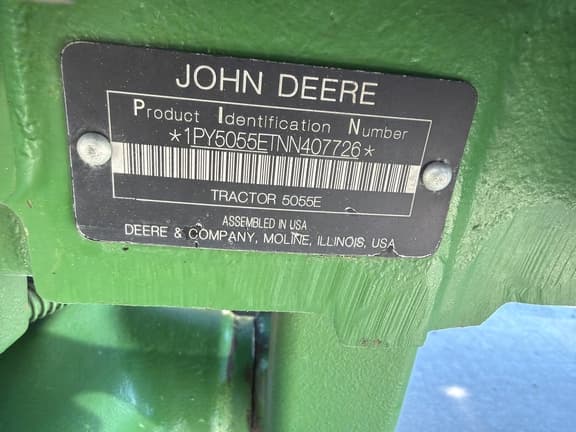 JOHN DEERE
Product Identification Number
*1PY5055ETNN407726*
TRACTOR 5055E
ASSEMBLED IN USA
DEERE & COMPANY, MOLINE, ILLINOIS, USA